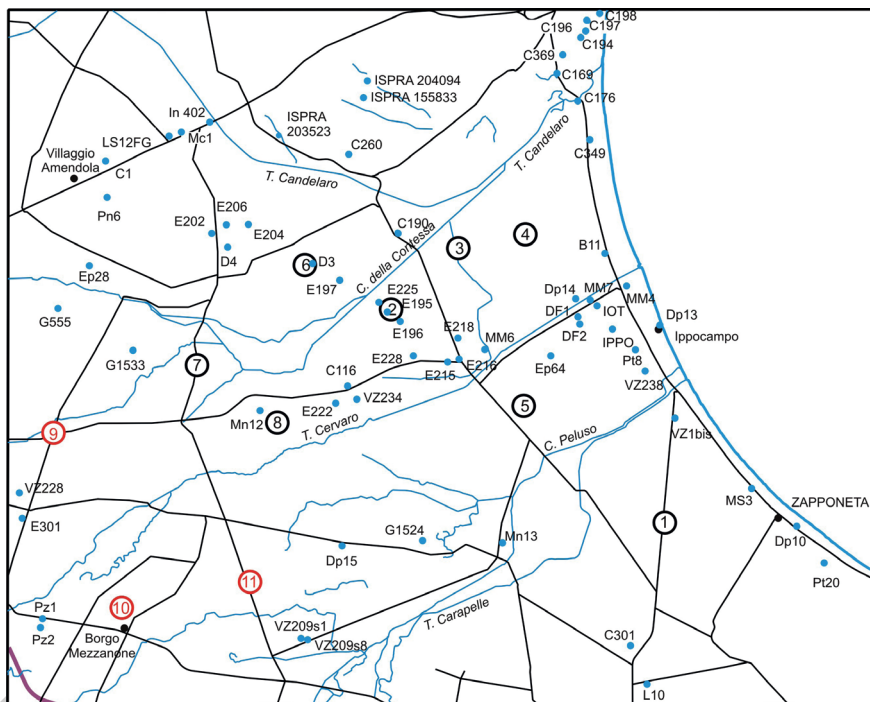 C198
C196
C197
C194
C369
ISPRA 204094
C169
ISPRA 155833
C176
In 402
ISPRA
203523
LS12FG
Mc1
T. Candelaro
C349
Villaggio
Amendola
C260
C1
T. Candelaro
Pn6
E206
E202
E204
C190
4
3
D4
C. della Contessa
B11
6
D3
Ep28
E197
MM7
MM4
Dp14
E225
2
E195
G555
DF1
IOT
Dp13
E196
E218
DF2
IPPO
Ippocampo
MM6
G1533
7
E228
E215
E216
Ep64
Pt8
C116
VZ238
E222
VZ234
5
Mn12
8
T. Cervaro
9
C. Peluso
VZ1bis
VZ228
MS3
ZAPPONETA
E301
1
G1524
Mn13
Dp10
Dp15
Pt20
11
10
Pz1
T. Carapelle
Pz2
Borgo
Mezzanone
VZ209s1
VZ209s8
C301
L10